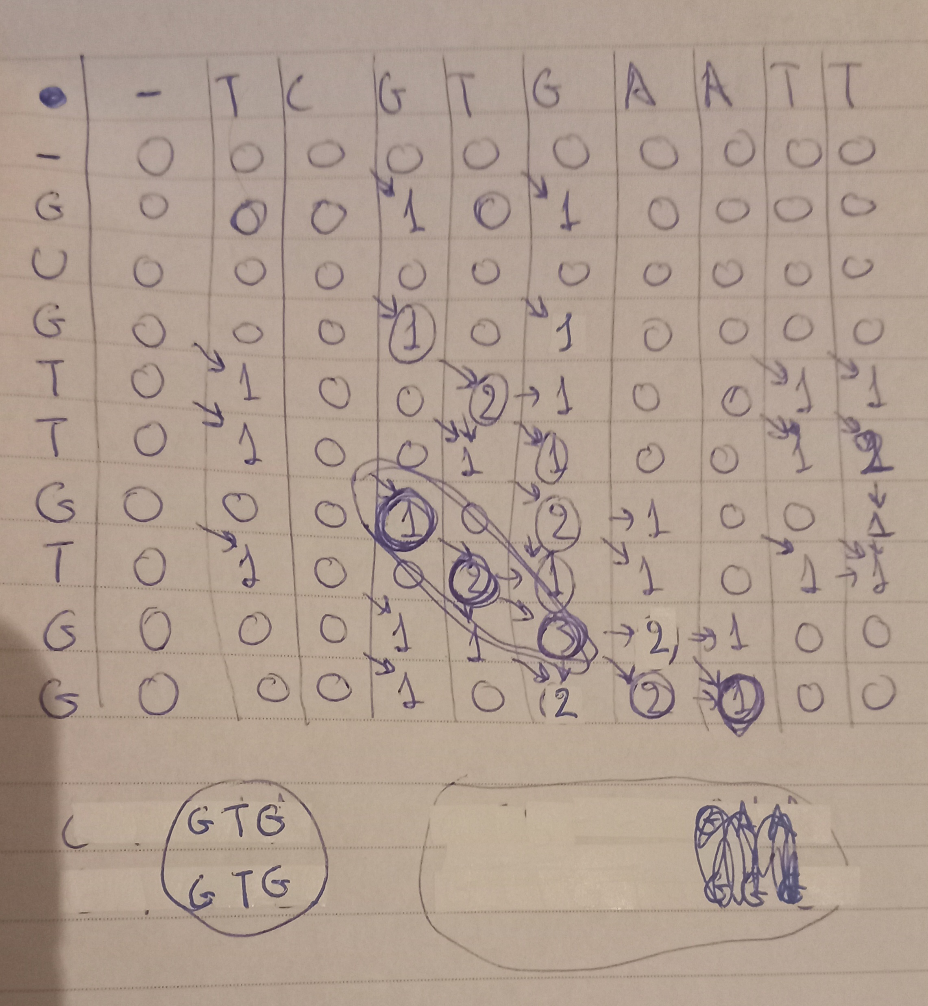 - T C G T G A A T T
- 0 0 0 0 0 0 0 0 0 0
G 0 0 0 →1 0 →1 0 0 0 0
U 0 0 0 0 0 0 0 0 0 0
G 0 0 0 →1 0 →1 0 0 0 0
T 0 →1 0 0 →2 →1 0 0 →1 →1
T 0 →1 0 0 1 →1 0 0 →1
G 0 0 0 →1 0 →2 →1 0 0
T 0 →1 0 0 →2 →1 →1 0 →1 →1
G 0 0 0 →1 1 →2, →1 0 0
G 0 0 0 →1 0 2 →2 →1 0 0
C GTG
GTG